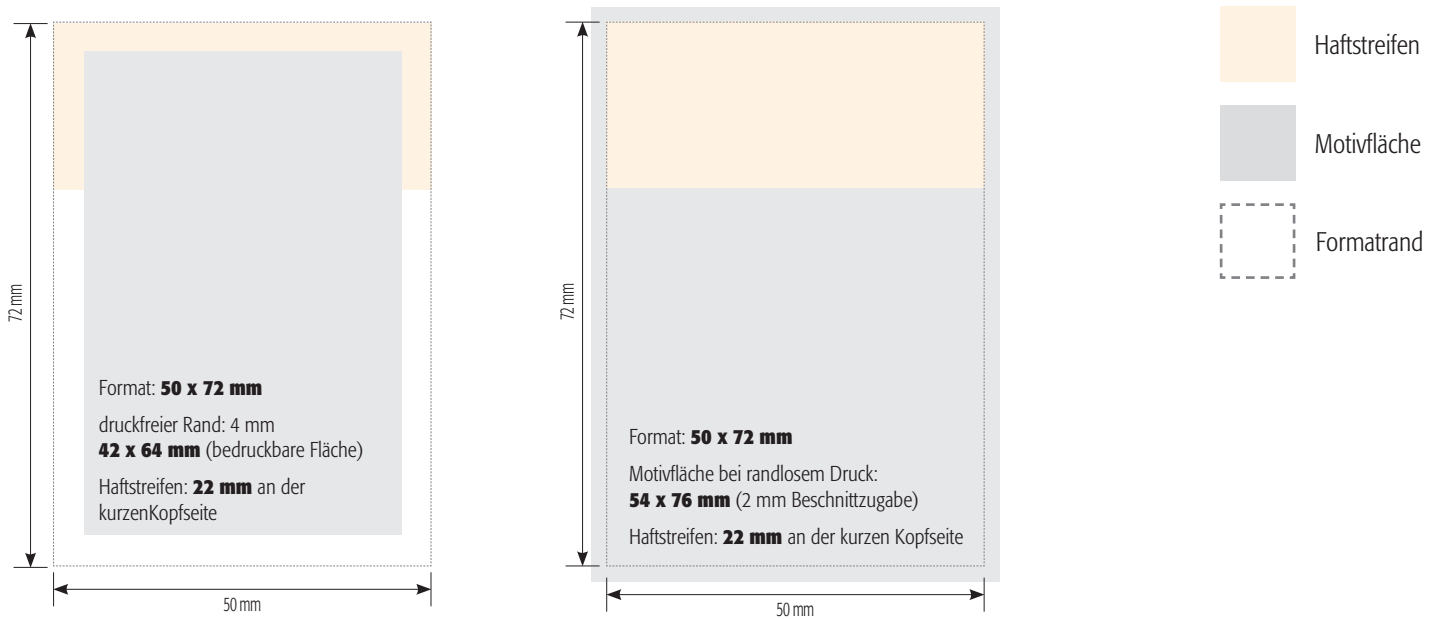 72 mm
Format: 50 x 72 mm
druckfreier Rand: 4 mm
42 x 64 mm (bedruckbare Fläche)
Haftstreifen: 22 mm an der
kurzenKopfseite
50 mm
72 mm
Format: 50 x 72 mm
Motivfläche bei randlosem Druck:
54 x 76 mm (2 mm Beschnittzugabe)
Haftstreifen: 22 mm an der kurzen Kopfseite
50 mm
Haftstreifen
Motivfläche
Formatrand